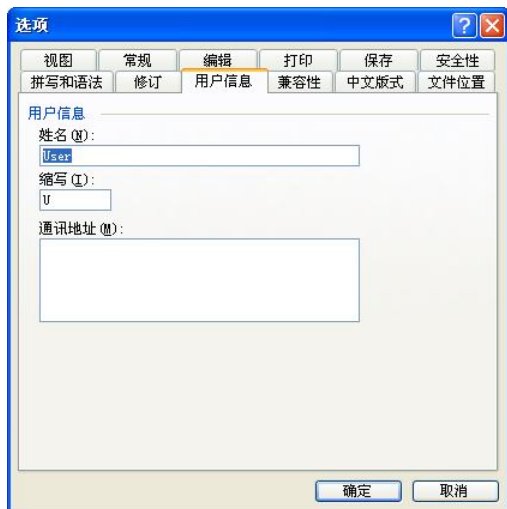 选项
视图 常规 编辑 打印 保存 安全性
拼写和语法 修订 用户信息 兼容性 中文版式 文件位置
用户信息
姓名(N):
User
缩写(I):
U
通讯地址(M):
确定 取消